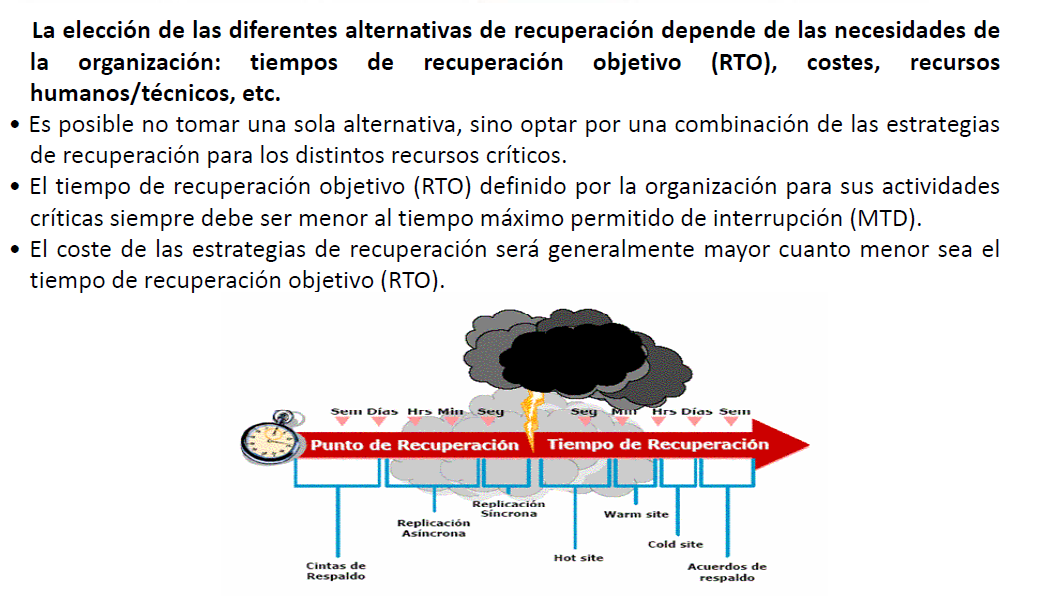 La elección de las diferentes alternativas de recuperación depende de las necesidades de
la organización: tiempos de recuperación objetivo (RTO), costes, recursos
humanos/técnicos, etc.
• Es posible no tomar una sola alternativa, sino optar por una combinación de las estrategias
de recuperación para los distintos recursos críticos.
• El tiempo de recuperación objetivo (RTO) definido por la organización para sus actividades
críticas siempre debe ser menor al tiempo máximo permitido de interrupción (MTD).
• El coste de las estrategias de recuperación será generalmente mayor cuanto menor sea el
tiempo de recuperación objetivo (RTO).
Sem Días Hrs Min Seg Seg Min Hrs Días Sem
Punto de Recuperación Tiempo de Recuperación
Replicación
Síncrona
Warm site
Replicación
Asíncrona
Cold site
Hot site
Cintas de
Respaldo
Acuerdos de
respaldo